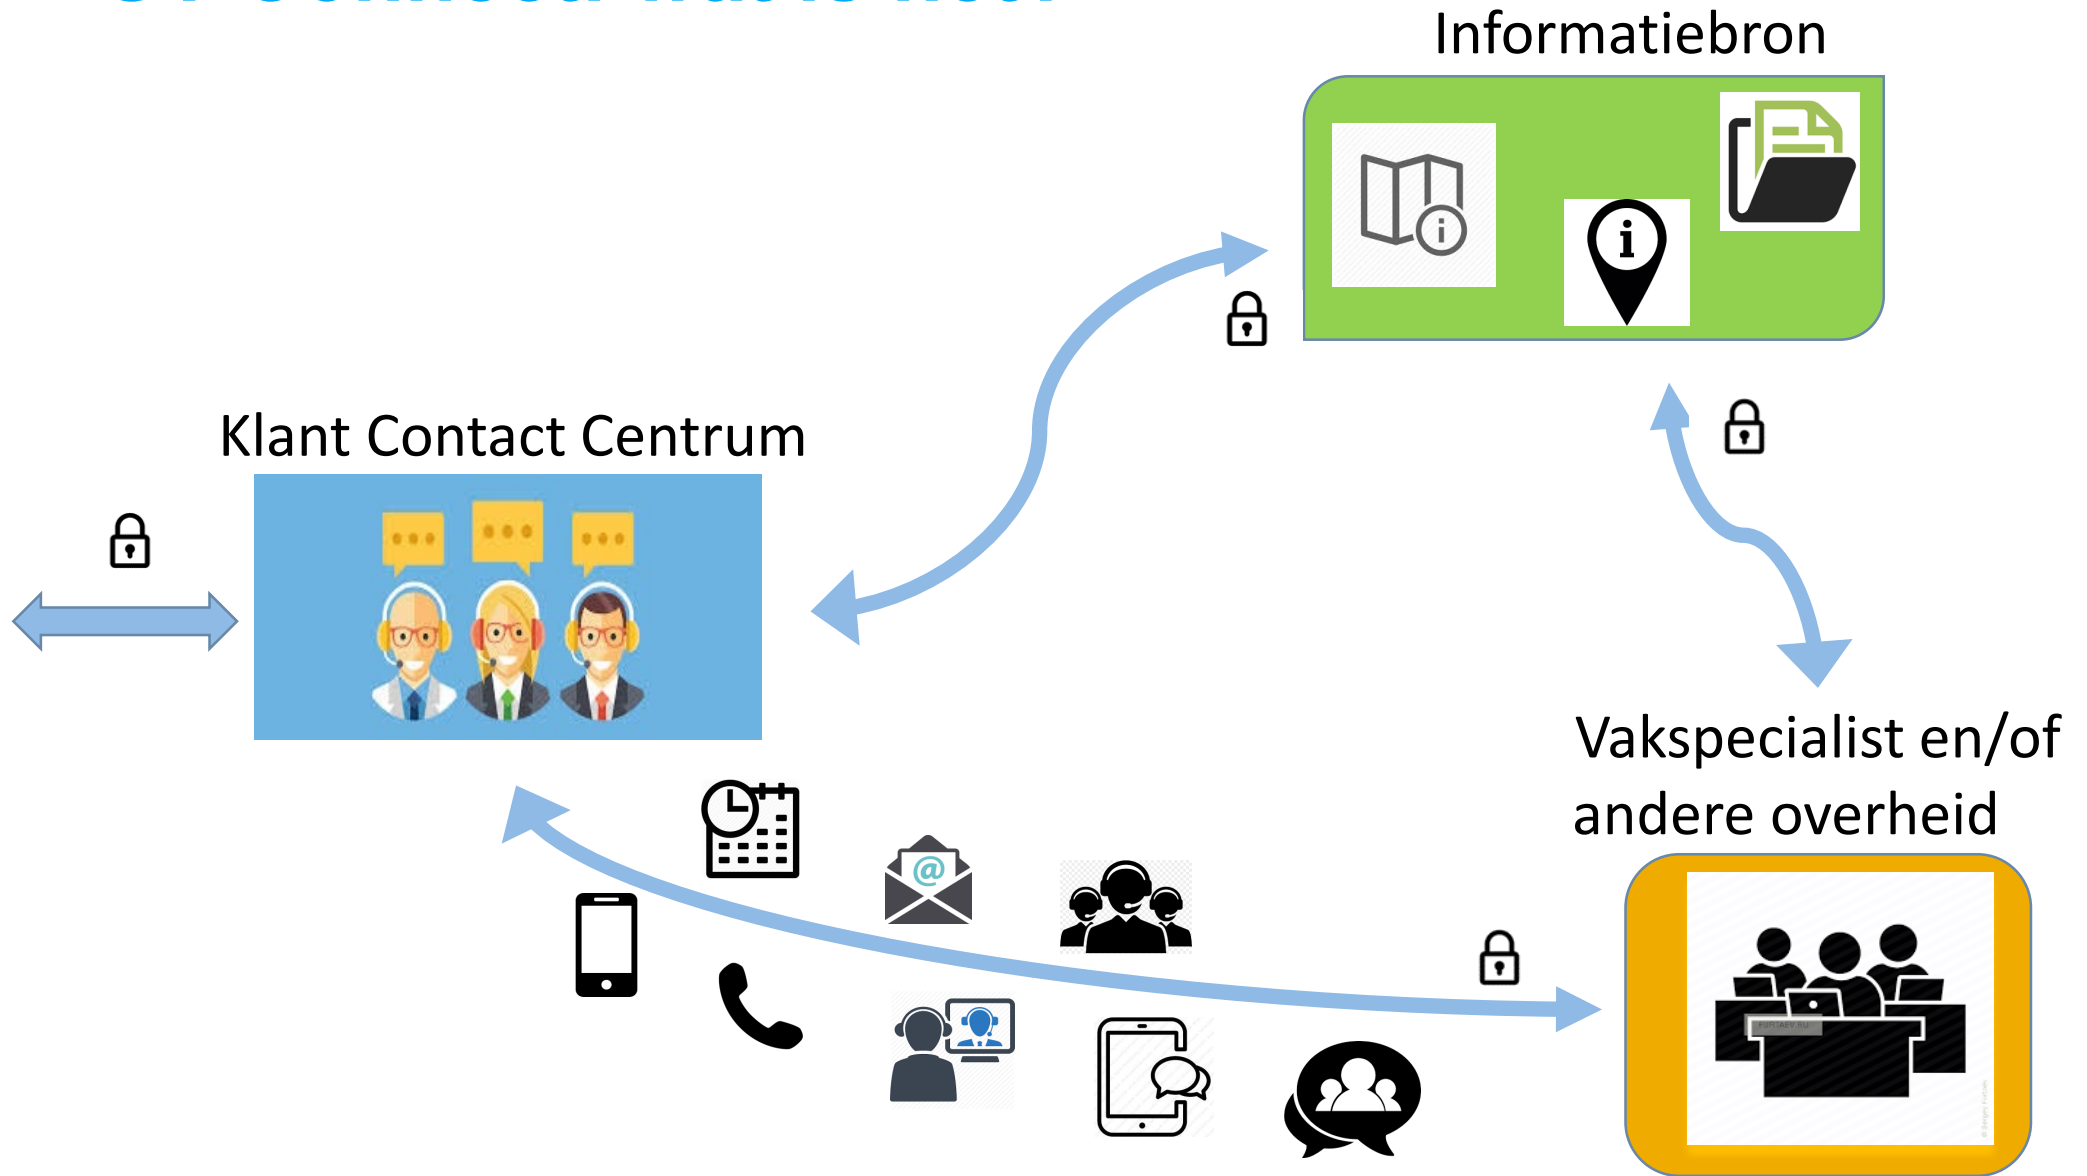 Informatiebron
Klant Contact Centrum
Vakspecialist en/of
andere overheid